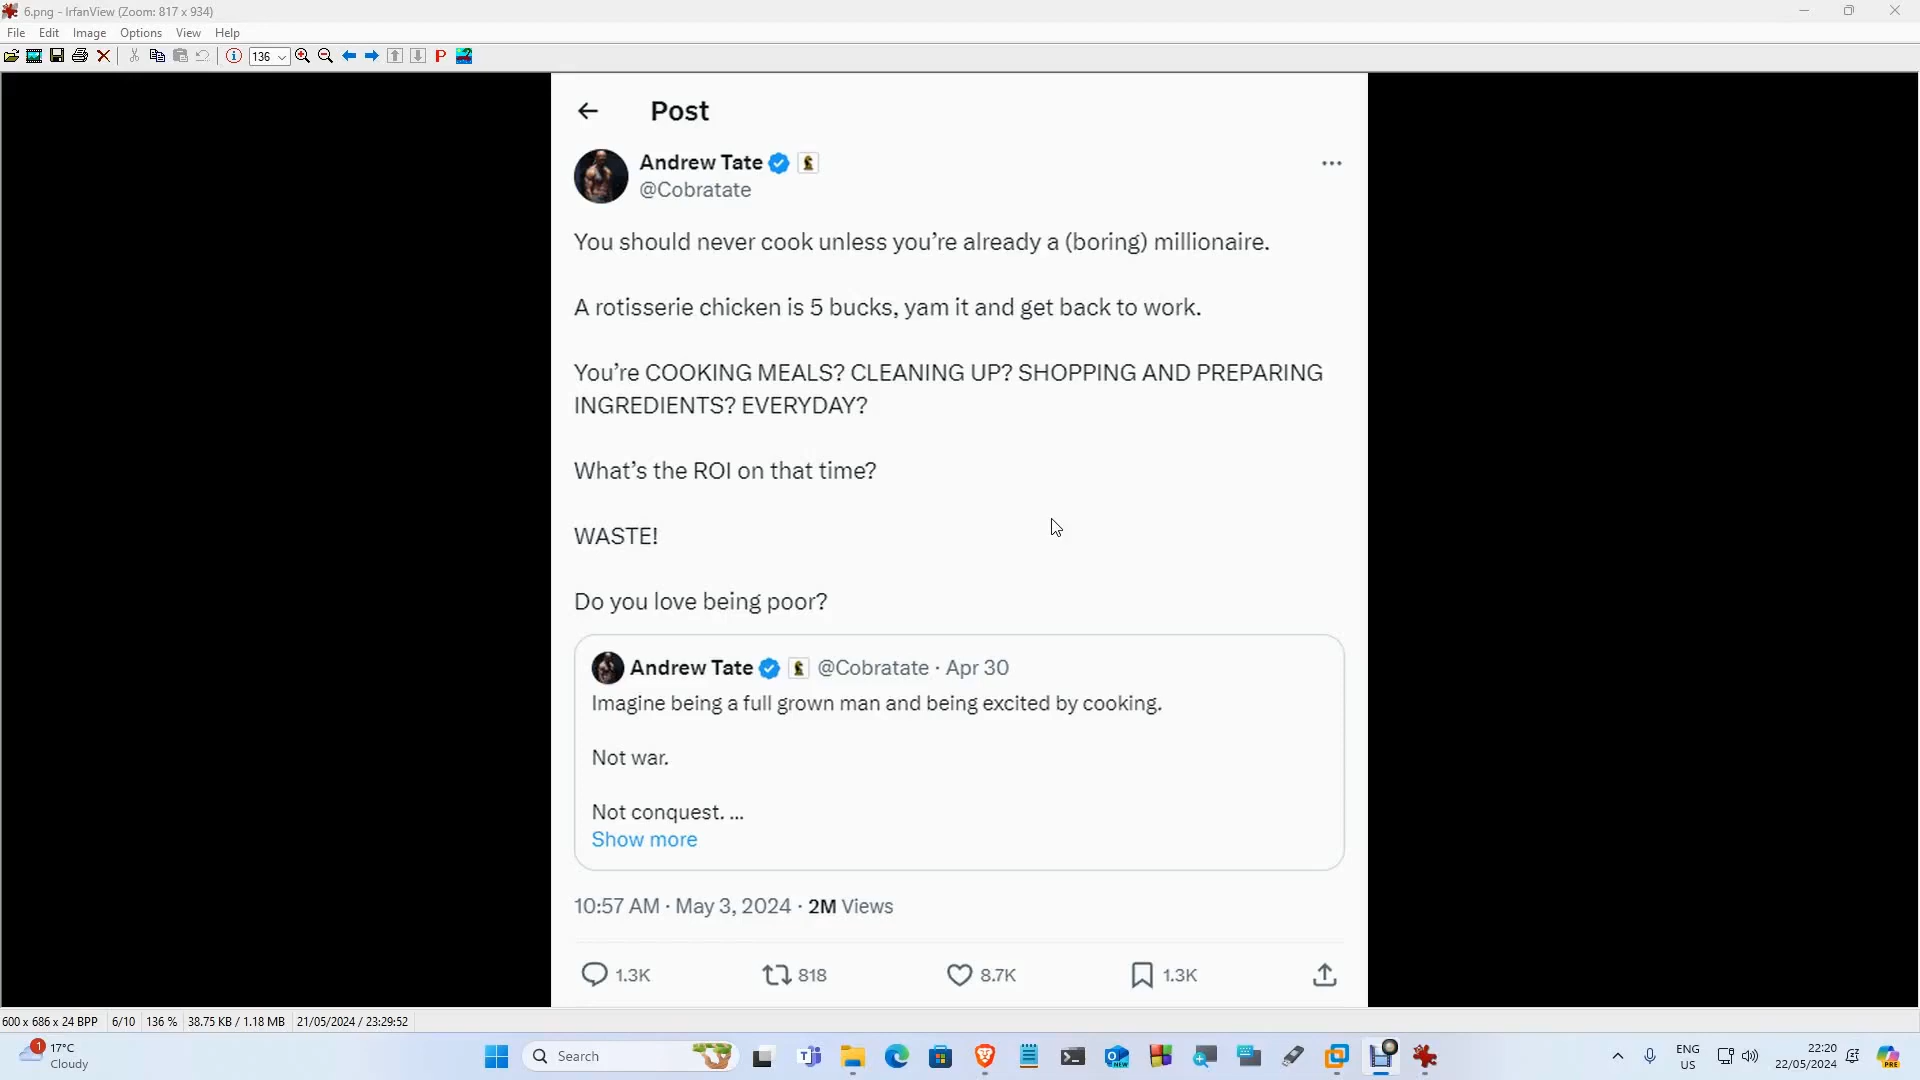 6.png - IrfanView (Zoom: 817 x 934)
File Edit Image Options View Help
136
Post
Andrew Tate
@Cobratate
You should never cook unless you’re already a (boring) millionaire.
A rotisserie chicken is 5 bucks, yam it and get back to work.
You’re COOKING MEALS? CLEANING UP? SHOPPING AND PREPARING
INGREDIENTS? EVERYDAY?
What’s the ROI on that time?
WASTE!
Do you love being poor?
Andrew Tate @Cobratate · Apr 30
Imagine being a full grown man and being excited by cooking.
Not war.
Not conquest. ...
Show more
10:57 AM · May 3, 2024 · 2M Views
1.3K 818 8.7K 1.3K
600 x 686 x 24 BPP 6/10 136 % 38.75 KB / 1.18 MB 21/05/2024 / 23:29:52
1 17°C
Cloudy
Search
NEW
ENG
US
22:20
22/05/2024
PRE